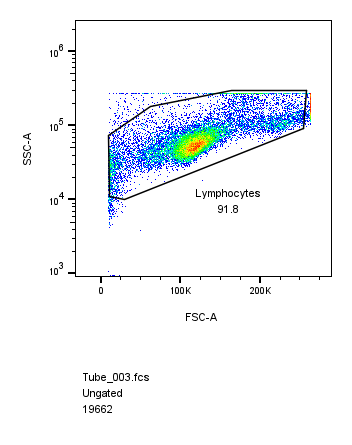 10^6
10^5
10^4
10^3
SSC-A
Lymphocytes
91.8
0 100K 200K
FSC-A
Tube_003.fcs
Ungated
19662